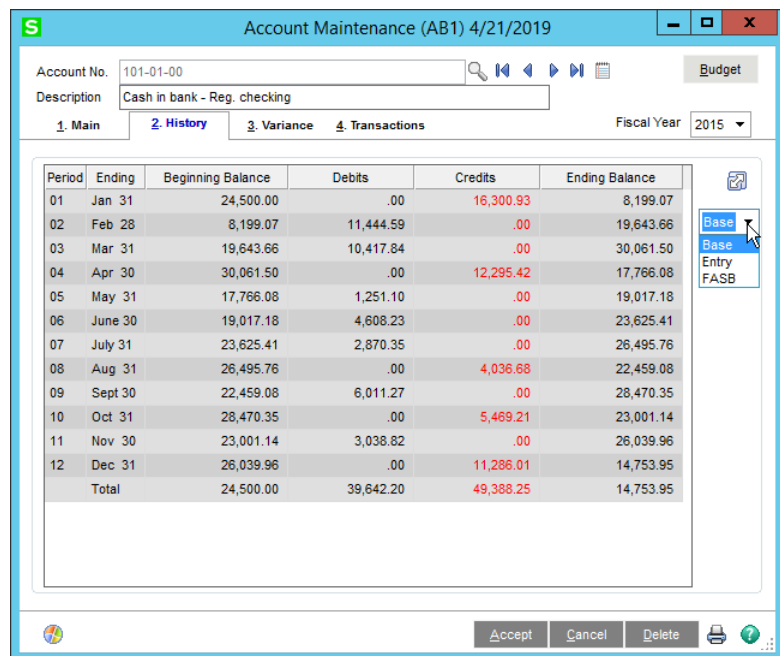 S Account Maintenance (AB1) 4/21/2019 x
Account No. 101-01-00 Budget
Description Cash in bank - Reg. checking
1. Main 2. History 3. Variance 4. Transactions Fiscal Year 2015
Period Ending Beginning Balance Debits Credits Ending Balance
01 Jan 31 24,500.00 .00 16,300.93 8,199.07
02 Feb 28 8,199.07 11,444.59 .00 19,643.66 Base
03 Mar 31 19,643.66 10,417.84 .00 30,061.50 Base
Entry
04 Apr 30 30,061.50 .00 12,295.42 17,766.08 FASB
05 May 31 17,766.08 1,251.10 .00 19,017.18
06 June 30 19,017.18 4,608.23 .00 23,625.41
07 July 31 23,625.41 2,870.35 .00 26,495.76
08 Aug 31 26,495.76 .00 4,036.68 22,459.08
09 Sept 30 22,459.08 6,011.27 .00 28,470.35
10 Oct 31 28,470.35 .00 5,469.21 23,001.14
11 Nov 30 23,001.14 3,038.82 .00 26,039.96
12 Dec 31 26,039.96 .00 11,286.01 14,753.95
Total 24,500.00 39,642.20 49,388.25 14,753.95
Accept Cancel Delete ?